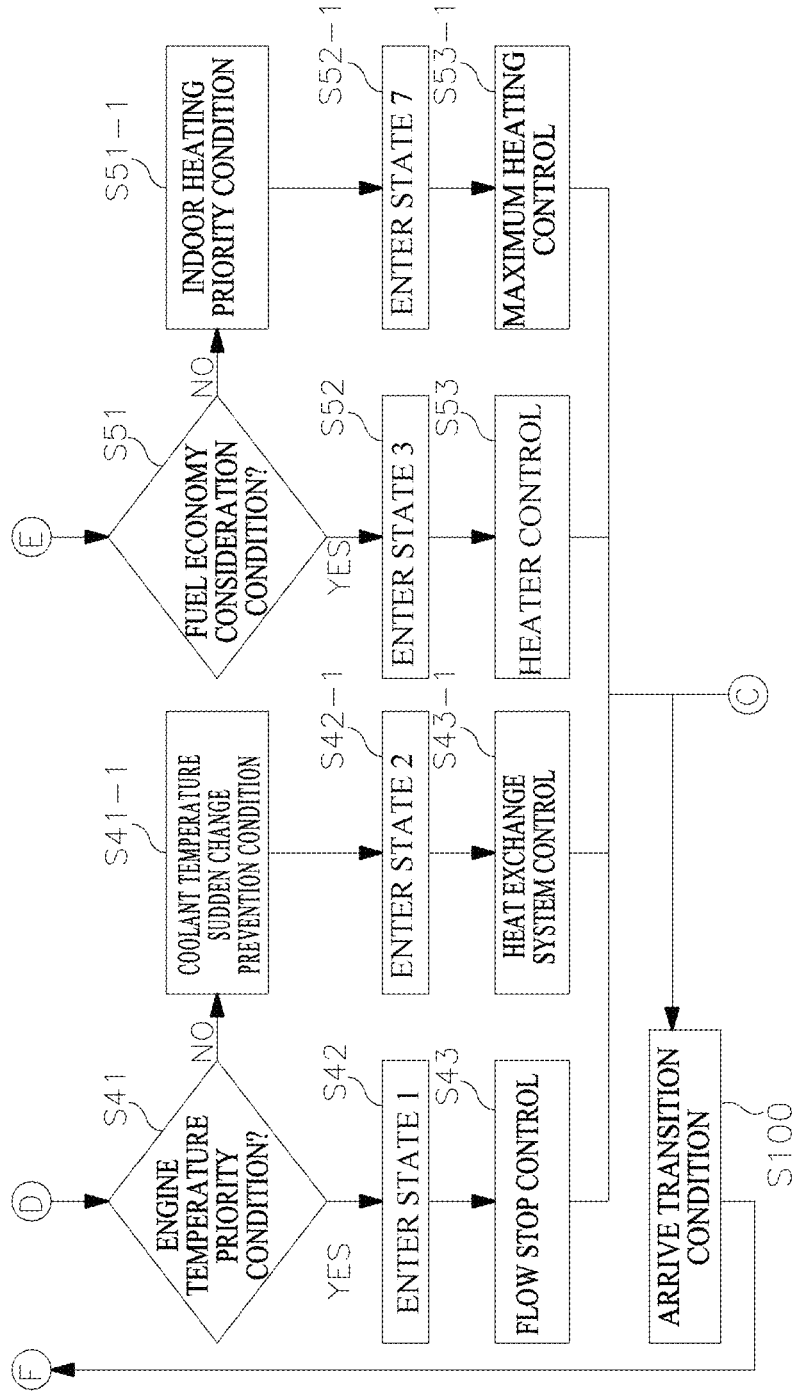 F
D
E
ENGINE
TEMPERATURE
PRIORITY
CONDITION?
S41
NO
YES
COOLANT TEMPERATURE
SUDDEN CHANGE
PREVENTION CONDITION
S41-1
FUEL ECONOMY
CONSIDERATION
CONDITION?
S51
NO
YES
INDOOR HEATING
PRIORITY CONDITION
S51-1
ENTER STATE 1
S42
ENTER STATE 2
S42-1
ENTER STATE 3
S52
ENTER STATE 7
S52-1
FLOW STOP CONTROL
S43
HEAT EXCHANGE
SYSTEM CONTROL
S43-1
HEATER CONTROL
S53
MAXIMUM HEATING
CONTROL
S53-1
ARRIVE TRANSITION
CONDITION
S100
C